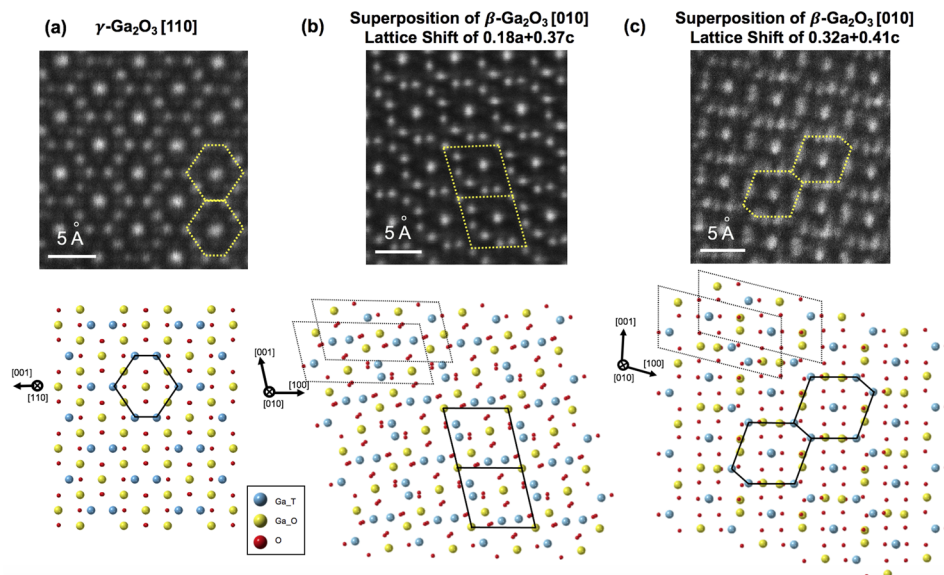 (a)
γ-Ga₂O₃ [110]
(b)
Superposition of β-Ga₂O₃ [010]
Lattice Shift of 0.18a+0.37c
(c)
Superposition of β-Ga₂O₃ [010]
Lattice Shift of 0.32a+0.41c
5 Å
5 Å
5 Å
[001]
[110]
[001]
[100]
[010]
[001]
[100]
[010]
Ga_T
Ga_O
O